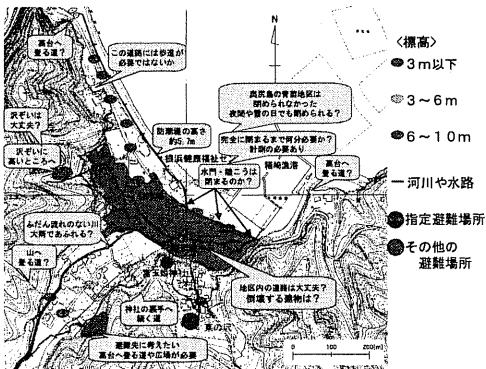 高台へ
登る道？
この道路には歩道が
必要ではないか
N
沢ぞいは
大丈夫？
沢ぞいに
高いところへ
防潮堤の高さ
約5.7m
奥尻島の青苗地区は
閉められなかった
夜間や雪の日でも閉められる？
完全に閉まるまで何分必要か？
計測の必要あり
水門・陸こうは
閉まるのか？
高台へ
登る道？
ふだん流れのない川
大雨であふれる？
山へ
登る道？
地区内の道路は大丈夫？
倒壊する建物は？
神社の裏手へ
続く道
避難先に考えたい
高台へ登る道や広場が必要
0 100 200(m)
〈標高〉
3m以下
3～6m
6～10m
河川や水路
指定避難場所
その他の
避難場所